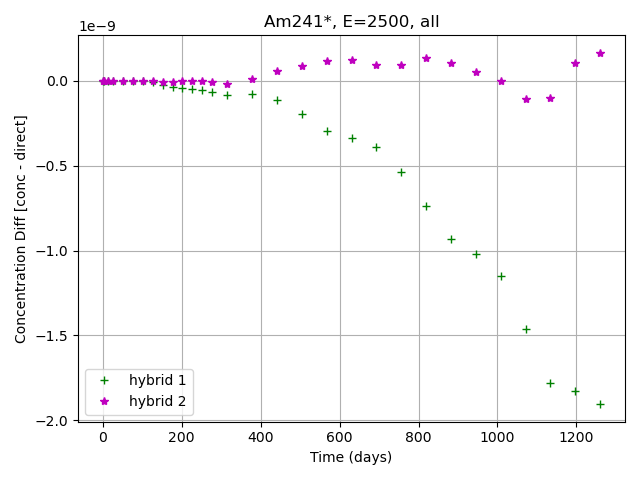 Am241*, E=2500, all
1e−9
0.0
−0.5
−1.0
−1.5
−2.0
Concentration Diff [conc - direct]
hybrid 1
hybrid 2
0 200 400 600 800 1000 1200
Time (days)